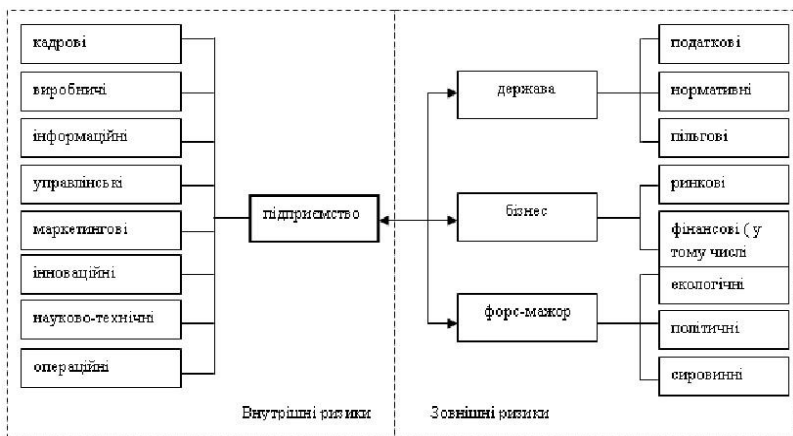 кадрові
виробничі
інформаційні
управлінські
маркетингові
інноваційні
науково-технічні
операційні
підприємство
Внутрішні ризики
держава
бізнес
форс-мажор
податкові
нормативні
пільгові
ринкові
фінансові ( у
тому числі
екологічні
політичні
сировинні
Зовнішні ризики